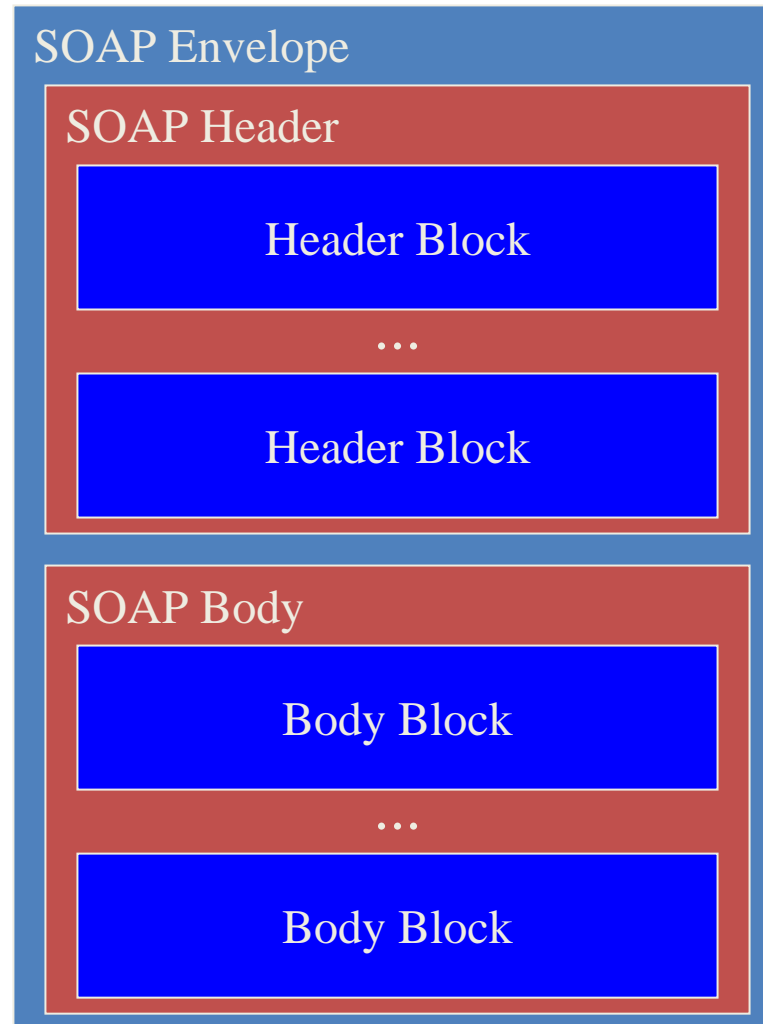 SOAP Envelope
SOAP Header
Header Block
...
Header Block
SOAP Body
Body Block
...
Body Block